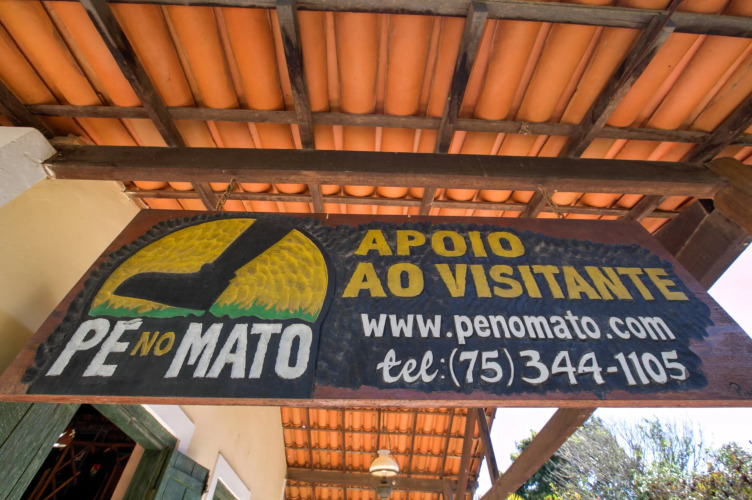 PÉ NO MATO
APOIO
AO VISITANTE
www.penomato.com
tel:(75)344-1105